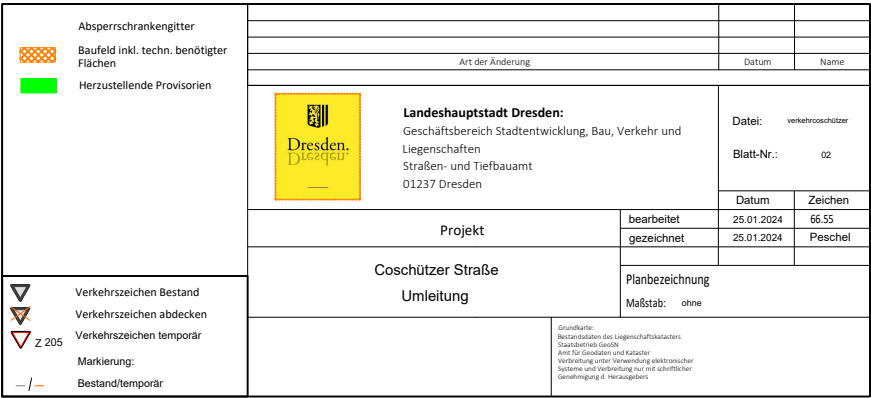 Absperrschrankengitter
Baufeld inkl. techn. benötigter
Flächen
Herzustellende Provisorien
Art der Änderung
Datum
Name
Dresden.
Dresden.
Landeshauptstadt Dresden:
Geschäftsbereich Stadtentwicklung, Bau, Verkehr und
Liegenschaften
Straßen- und Tiefbauamt
01237 Dresden
Datei: verkehrcoschützer
Blatt-Nr.: 02
Datum
Zeichen
Projekt
bearbeitet
25.01.2024
66.55
gezeichnet
25.01.2024
Peschel
Coschützer Straße
Umleitung
Planbezeichnung
Maßstab: ohne
Verkehrszeichen Bestand
Verkehrszeichen abdecken
Z 205
Verkehrszeichen temporär
Markierung:
–/– Bestand/temporär
Grundkarte:
Bestandsdaten des Liegenschaftskatasters
Staatsbetrieb GeoSN
Amt für Geodaten und Kataster
Verbreitung unter Verwendung elektronischer
Systeme und Verbreitung nur mit schriftlicher
Genehmigung d. Herausgebers